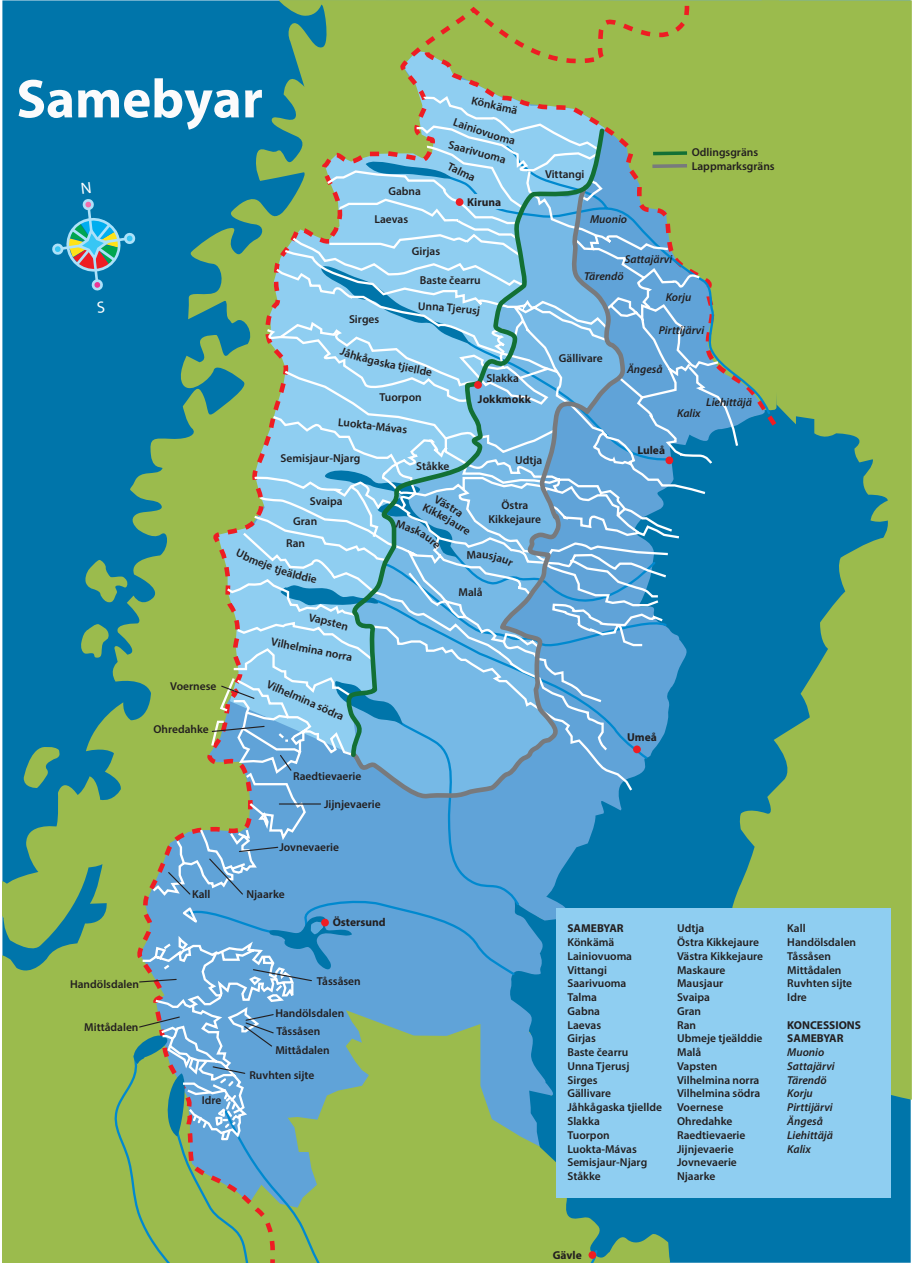 Samebyar
N
S
Odlingsgräns
Lappmarksgräns
Könkämä
Lainiovuoma
Saarivuoma
Talma
Vittangi
Gabna
Kiruna
Laevas
Muonio
Girjas
Sattajärvi
Baste čearru
Tärendö
Korju
Unna Tjerusj
Sirges
Pirttijärvi
Jåhkågaska tjiellde
Gällivare
Ängeså
Slakka
Jokkmokk
Tuorpon
Liehittäjä
Kalix
Luokta-Mávas
Luleå
Semisjaur-Njarg
Ståkke
Udtja
Svaipa
Västra
Kikkejaure
Östra
Kikkejaure
Gran
Maskaure
Ran
Mausjaur
Ubmeje tjeälddie
Malå
Vapsten
Vilhelmina norra
Voernese
Vilhelmina södra
Ohredahke
Umeå
Raedtievaerie
Jijnjevaerie
Jovnevaerie
Kall
Njaarke
Östersund
Handölsdalen
Tåssåsen
Handölsdalen
Mittådalen
Tåssåsen
Mittådalen
Ruvhten sijte
Idre
Gävle
SAMEBYAR
Könkämä
Lainiovuoma
Vittangi
Saarivuoma
Talma
Gabna
Laevas
Girjas
Baste čearru
Unna Tjerusj
Sirges
Gällivare
Jåhkågaska tjiellde
Slakka
Tuorpon
Luokta-Mávas
Semisjaur-Njarg
Ståkke
Udtja
Östra Kikkejaure
Västra Kikkejaure
Maskaure
Mausjaur
Svaipa
Gran
Ran
Ubmeje tjeälddie
Malå
Vapsten
Vilhelmina norra
Vilhelmina södra
Voernese
Ohredahke
Raedtievaerie
Jijnjevaerie
Jovnevaerie
Njaarke
Kall
Handölsdalen
Tåssåsen
Mittådalen
Ruvhten sijte
Idre
KONCESSIONS
SAMEBYAR
Muonio
Sattajärvi
Tärendö
Korju
Pirttijärvi
Ängeså
Liehittäjä
Kalix